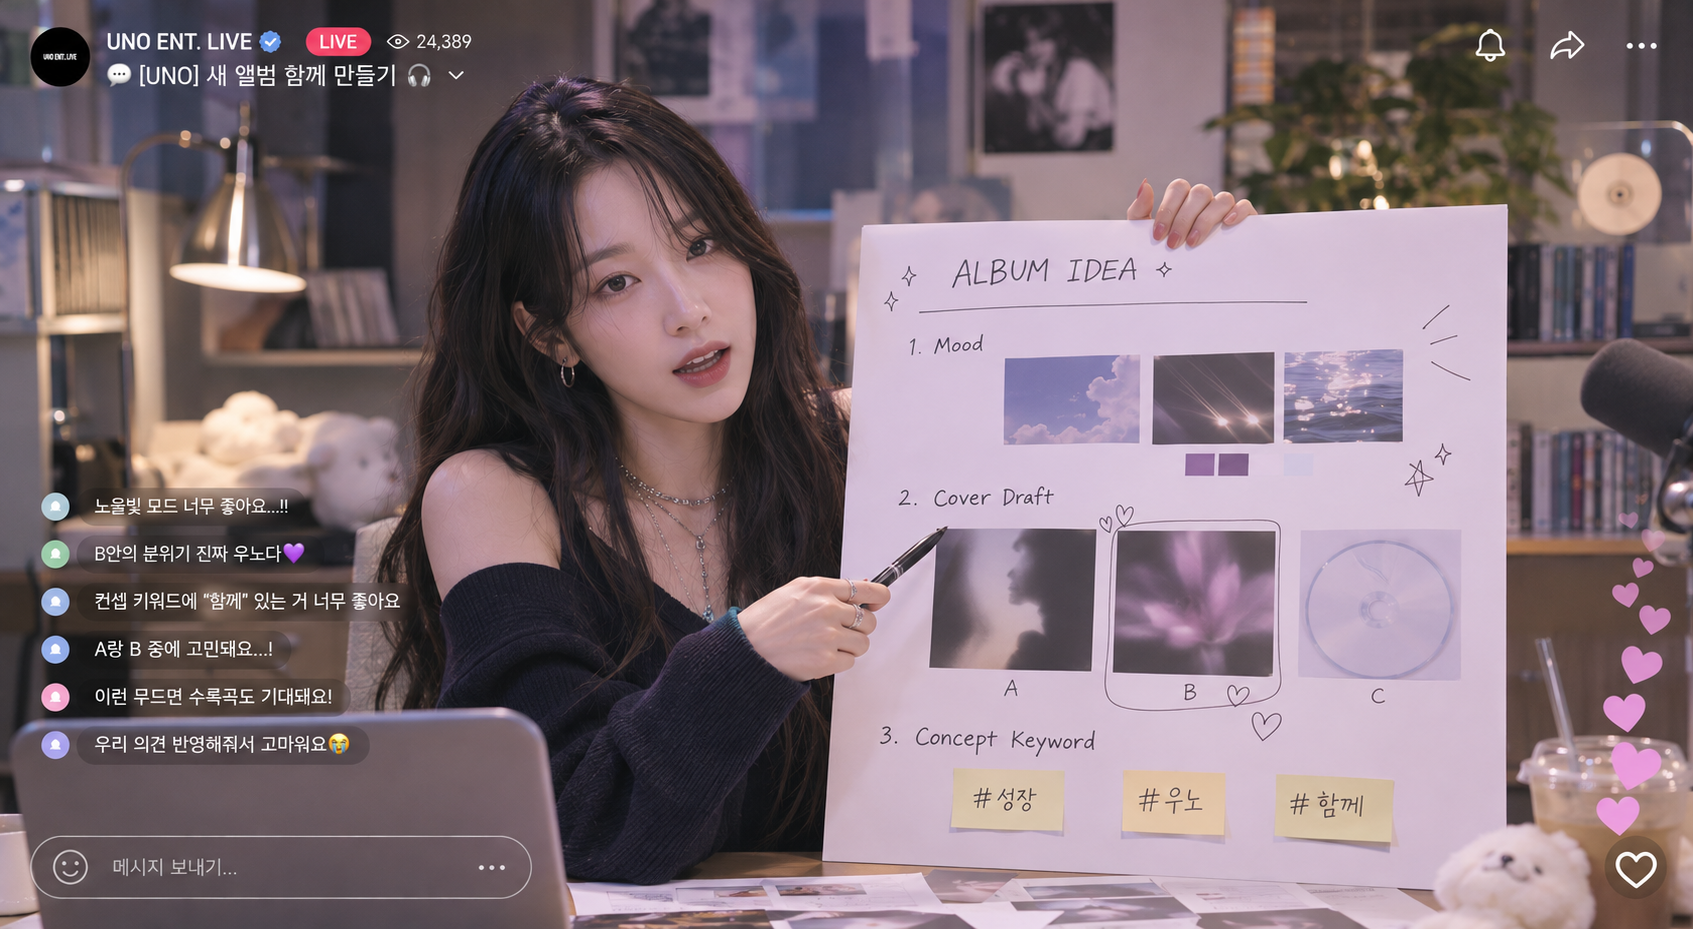 UNO ENT. LIVE
UNO ENT. LIVE
LIVE
24,389
💬 [UNO] 새 앨범 함께 만들기 🎧
ALBUM IDEA
1. Mood
2. Cover Draft
A
B
C
3. Concept Keyword
#성장
#우노
#함께
노울빛 모드 너무 좋아요...!!
B안의 분위기 진짜 우노다💜
컨셉 키워드에 “함께” 있는 거 너무 좋아요
A랑 B 중에 고민돼요...!
이런 무드면 수록곡도 기대돼요!
우리 의견 반영해줘서 고마워요😭
메시지 보내기...